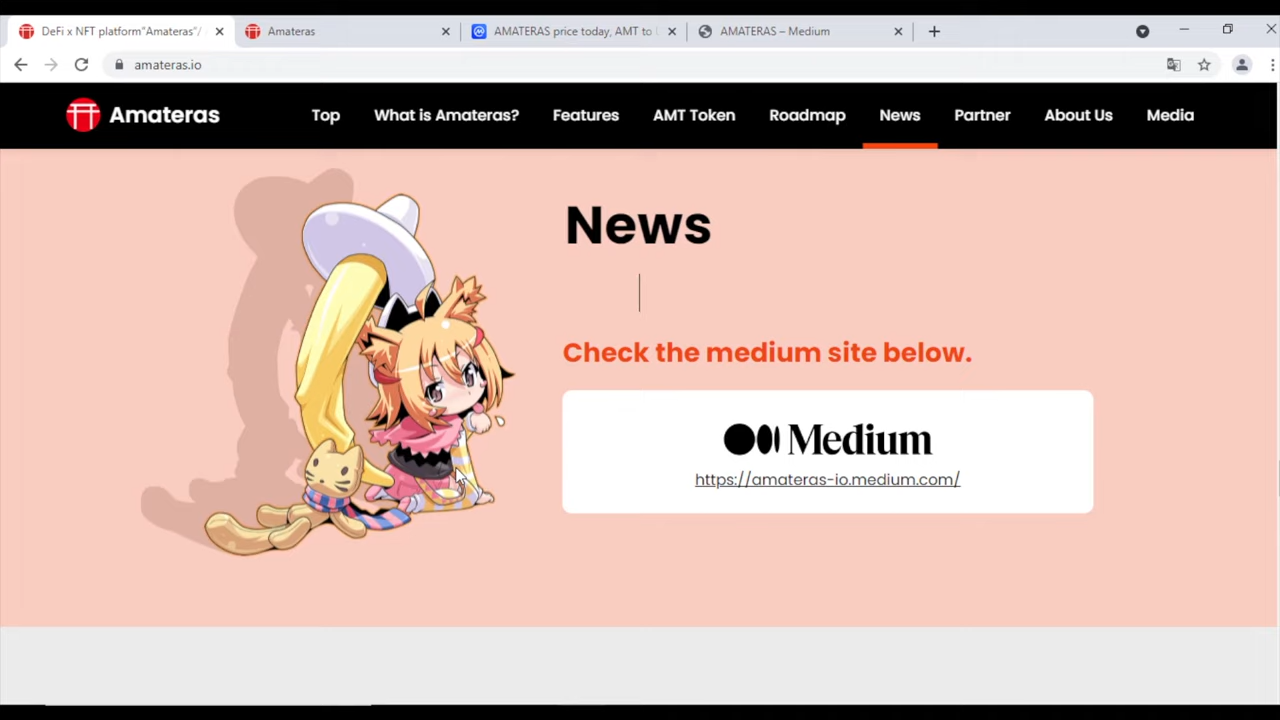 DeFi x NFT platform"Amateras"/
Amateras
AMATERAS price today, AMT to
AMATERAS – Medium
amateras.io
Amateras
Top
What is Amateras?
Features
AMT Token
Roadmap
News
Partner
About Us
Media
News
Check the medium site below.
Medium
https://amateras-io.medium.com/